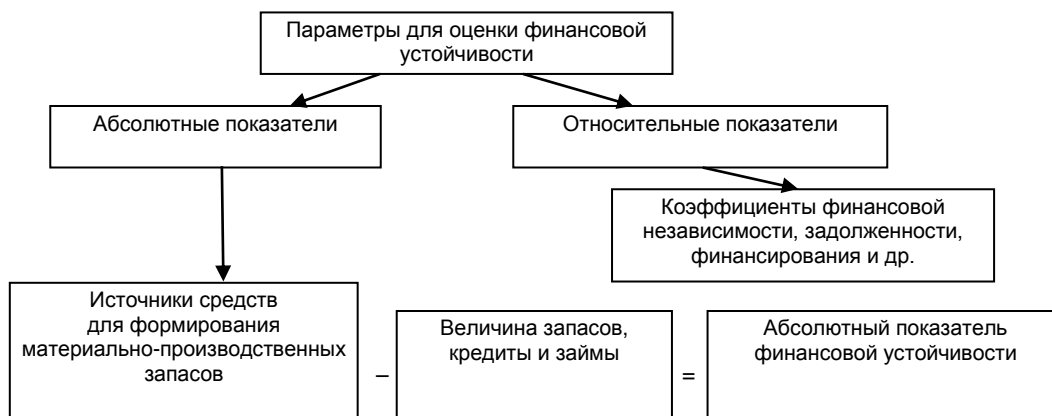 Параметры для оценки финансовой
устойчивости
Абсолютные показатели
Относительные показатели
Коэффициенты финансовой
независимости, задолженности,
финансирования и др.
Источники средств
для формирования
материально-производственных
запасов
–
Величина запасов,
кредиты и займы
=
Абсолютный показатель
финансовой устойчивости